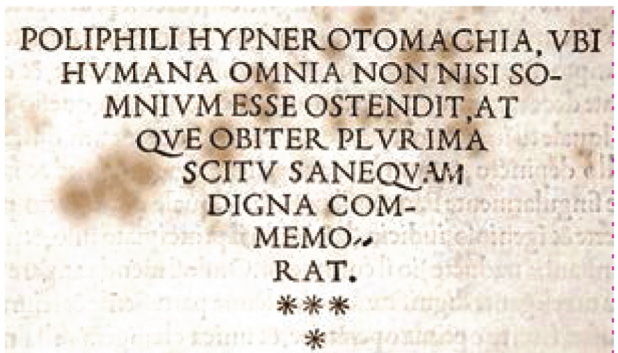 POLIPHILI HYPNEROTOMACHIA, VBI
HVMANA OMNIA NON NISI SO-
MNIVM ESSE OSTENDIT, AT
QVE OBITER PLVRIMA
SCITV SANEQVAM
DIGNA COM-
MEMO-
RAT.
***
*